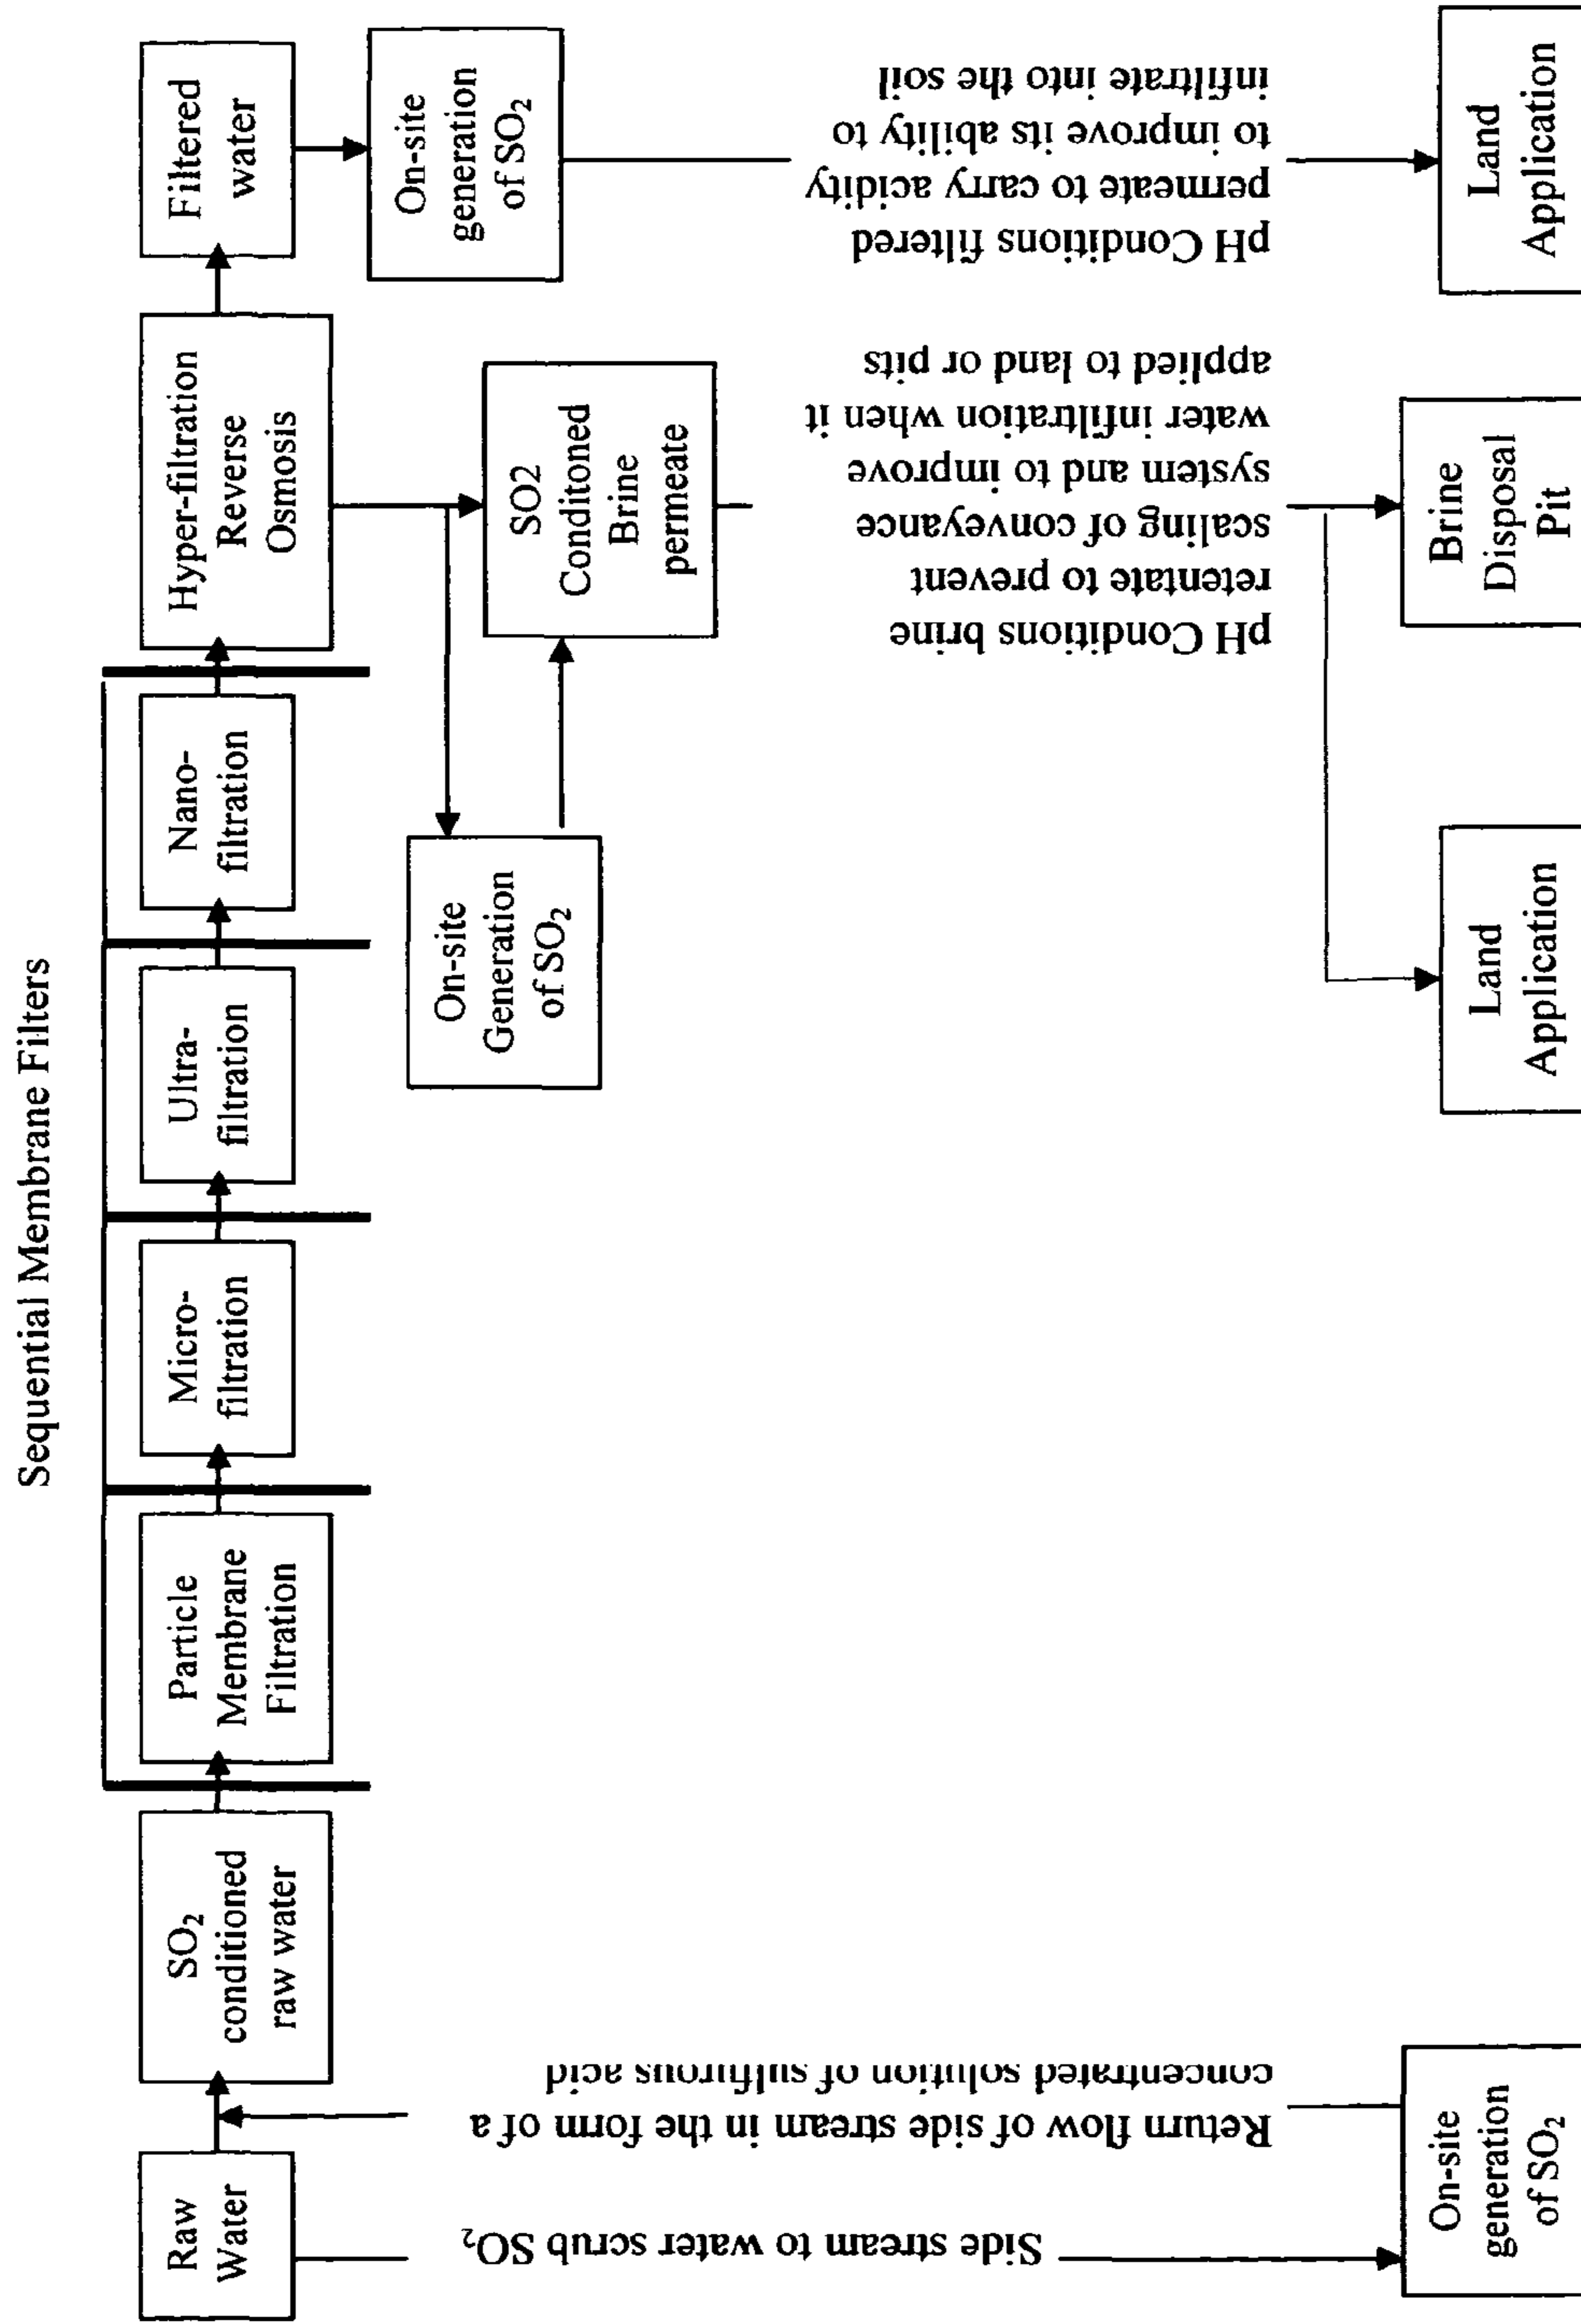 Sequential Membrane Filters
Raw
Water
SO₂
conditioned
raw water
Particle
Membrane
Filtration
Micro-
filtration
Ultra-
filtration
Nano-
filtration
Hyper-filtration
Reverse
Osmosis
Filtered
water
On-site
generation
of SO₂
On-site
Generation
of SO₂
SO2
Conditoned
Brine
permeate
Side stream to water scrub SO₂
Return flow of side stream in the form of a
concentrated solution of sulfurous acid
pH Conditions brine
retentate to prevent
scaling of conveyance
system and to improve
water infiltration when it
applied to land or pits
pH Conditions filtered
permeate to carry acidity
to improve its ability to
infiltrate into the soil
On-site
generation
of SO₂
Land
Application
Brine
Disposal
Pit
Land
Application